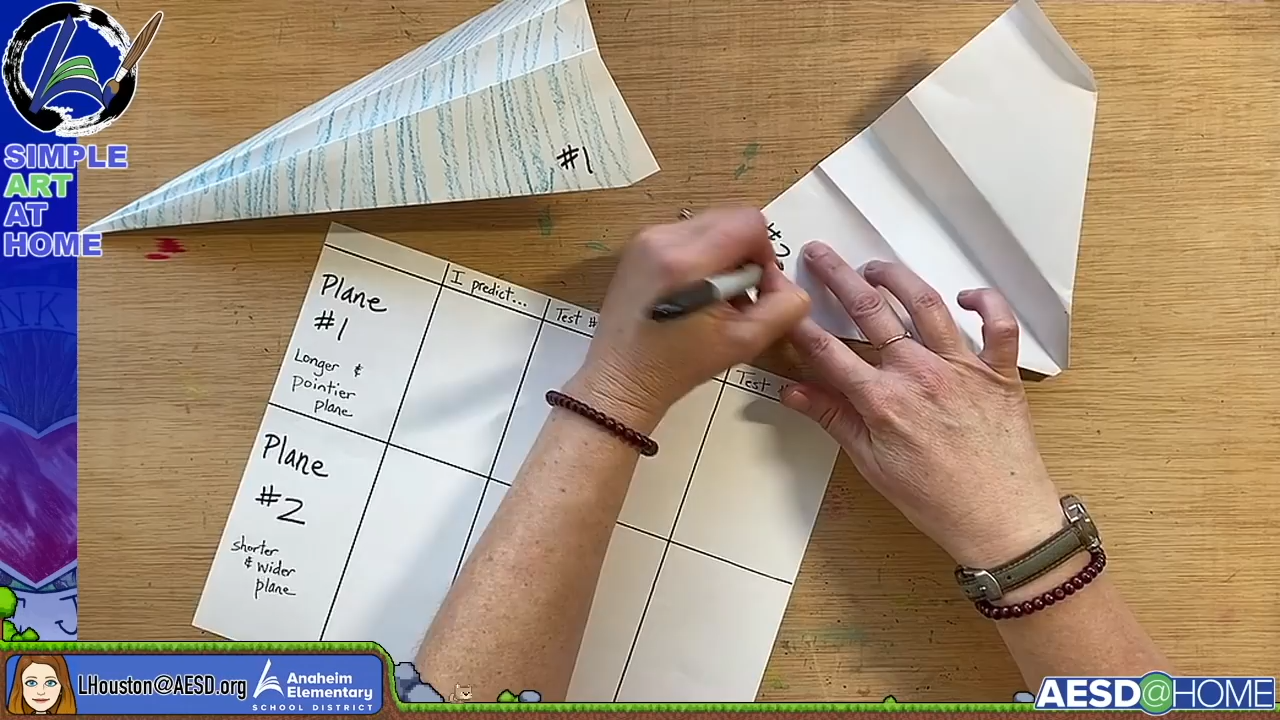 SIMPLE
ART
AT
HOME
#1
#2
I predict...
Test #
Test
Plane
#1
Longer &
pointier
plane
Plane
#2
shorter
& wider
plane
LHouston@AESD.org
Anaheim
Elementary
SCHOOL DISTRICT
AESD@HOME